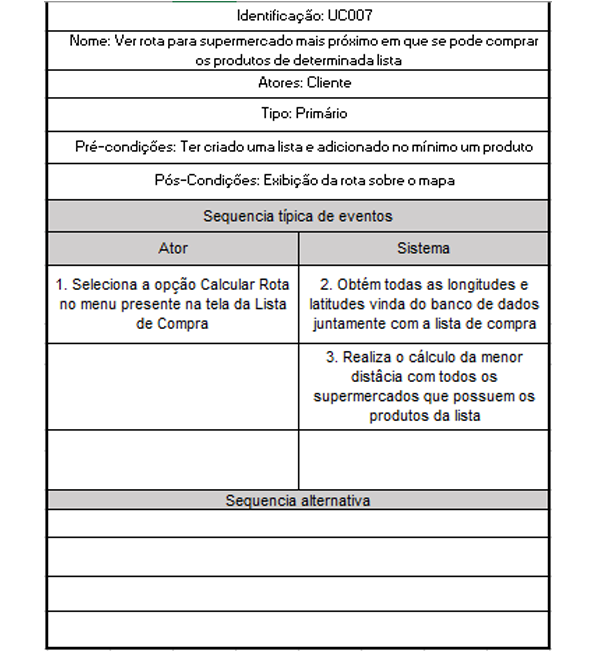 Identificação: UC007
Nome: Ver rota para supermercado mais próximo em que se pode comprar
os produtos de determinada lista
Atores: Cliente
Tipo: Primário
Pré-condições: Ter criado uma lista e adicionado no mínimo um produto
Pós-Condições: Exibição da rota sobre o mapa
Sequencia típica de eventos
Ator
Sistema
1. Seleciona a opção Calcular Rota
no menu presente na tela da Lista
de Compra
2. Obtém todas as longitudes e
latitudes vinda do banco de dados
juntamente com a lista de compra
3. Realiza o cálculo da menor
distâcia com todos os
supermercados que possuem os
produtos da lista
Sequencia alternativa